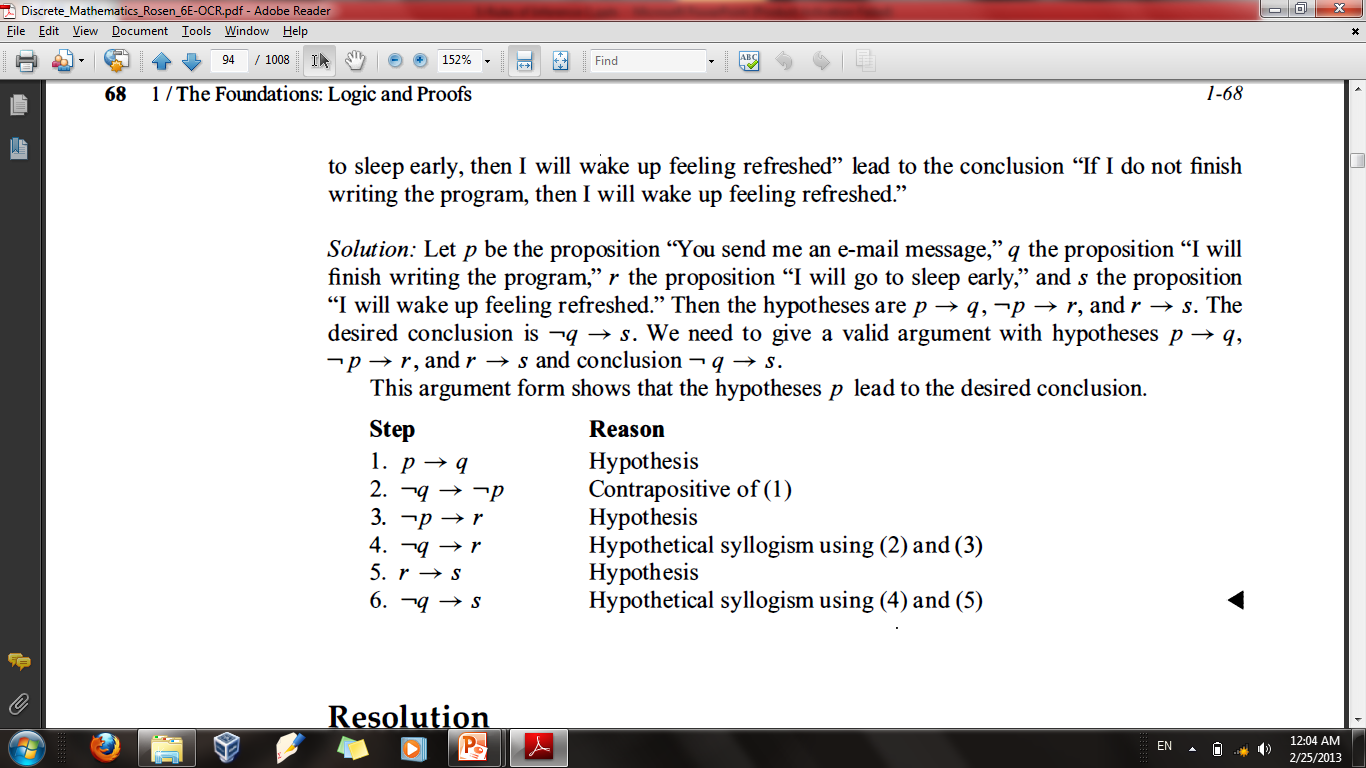 Discrete_Mathematics_Rosen_6E-OCR.pdf - Adobe Reader
File Edit View Document Tools Window Help
94 / 1008 152% Find
68 1 / The Foundations: Logic and Proofs 1-68
to sleep early, then I will wake up feeling refreshed” lead to the conclusion “If I do not finish
writing the program, then I will wake up feeling refreshed.”
Solution: Let p be the proposition “You send me an e-mail message,” q the proposition “I will
finish writing the program,” r the proposition “I will go to sleep early,” and s the proposition
“I will wake up feeling refreshed.” Then the hypotheses are p → q, ¬p → r, and r → s. The
desired conclusion is ¬q → s. We need to give a valid argument with hypotheses p → q,
¬p → r, and r → s and conclusion ¬ q → s.
This argument form shows that the hypotheses p lead to the desired conclusion.
Step Reason
1. p → q Hypothesis
2. ¬q → ¬p Contrapositive of (1)
3. ¬p → r Hypothesis
4. ¬q → r Hypothetical syllogism using (2) and (3)
5. r → s Hypothesis
6. ¬q → s Hypothetical syllogism using (4) and (5)
Resolution
EN 12:04 AM
2/25/2013